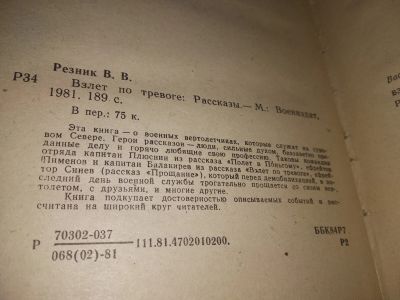 Резник В. В.
Р34 Взлет по тревоге: Рассказы.— М.: Воениздат,
1981. 189 с.
В пер.: 75 к.
Эта книга — о военных вертолетчиках, которые служат на суро-
вом Севере. Герои рассказов — люди, сильные духом, беззаветно пре-
данные делу и горячо любящие свою профессию. Таковы командир
отряда капитан Плюснин из рассказа «Полет в Поньгому», ефрейтор
Пименов и капитан Балакирев из рассказа «Взлет по тревоге», ефрей-
тор Синев (рассказ «Прощание»), который перед демобилизацией, в по-
следний день военной службы трогательно прощается со своим вер-
толетом, с друзьями, и многие другие.
Книга подкупает достоверностью описываемых событий и рас-
считана на широкий круг читателей.
Р 70302-037
068(02)-81 111.81.4702010200.
ББК84Р7
Р2